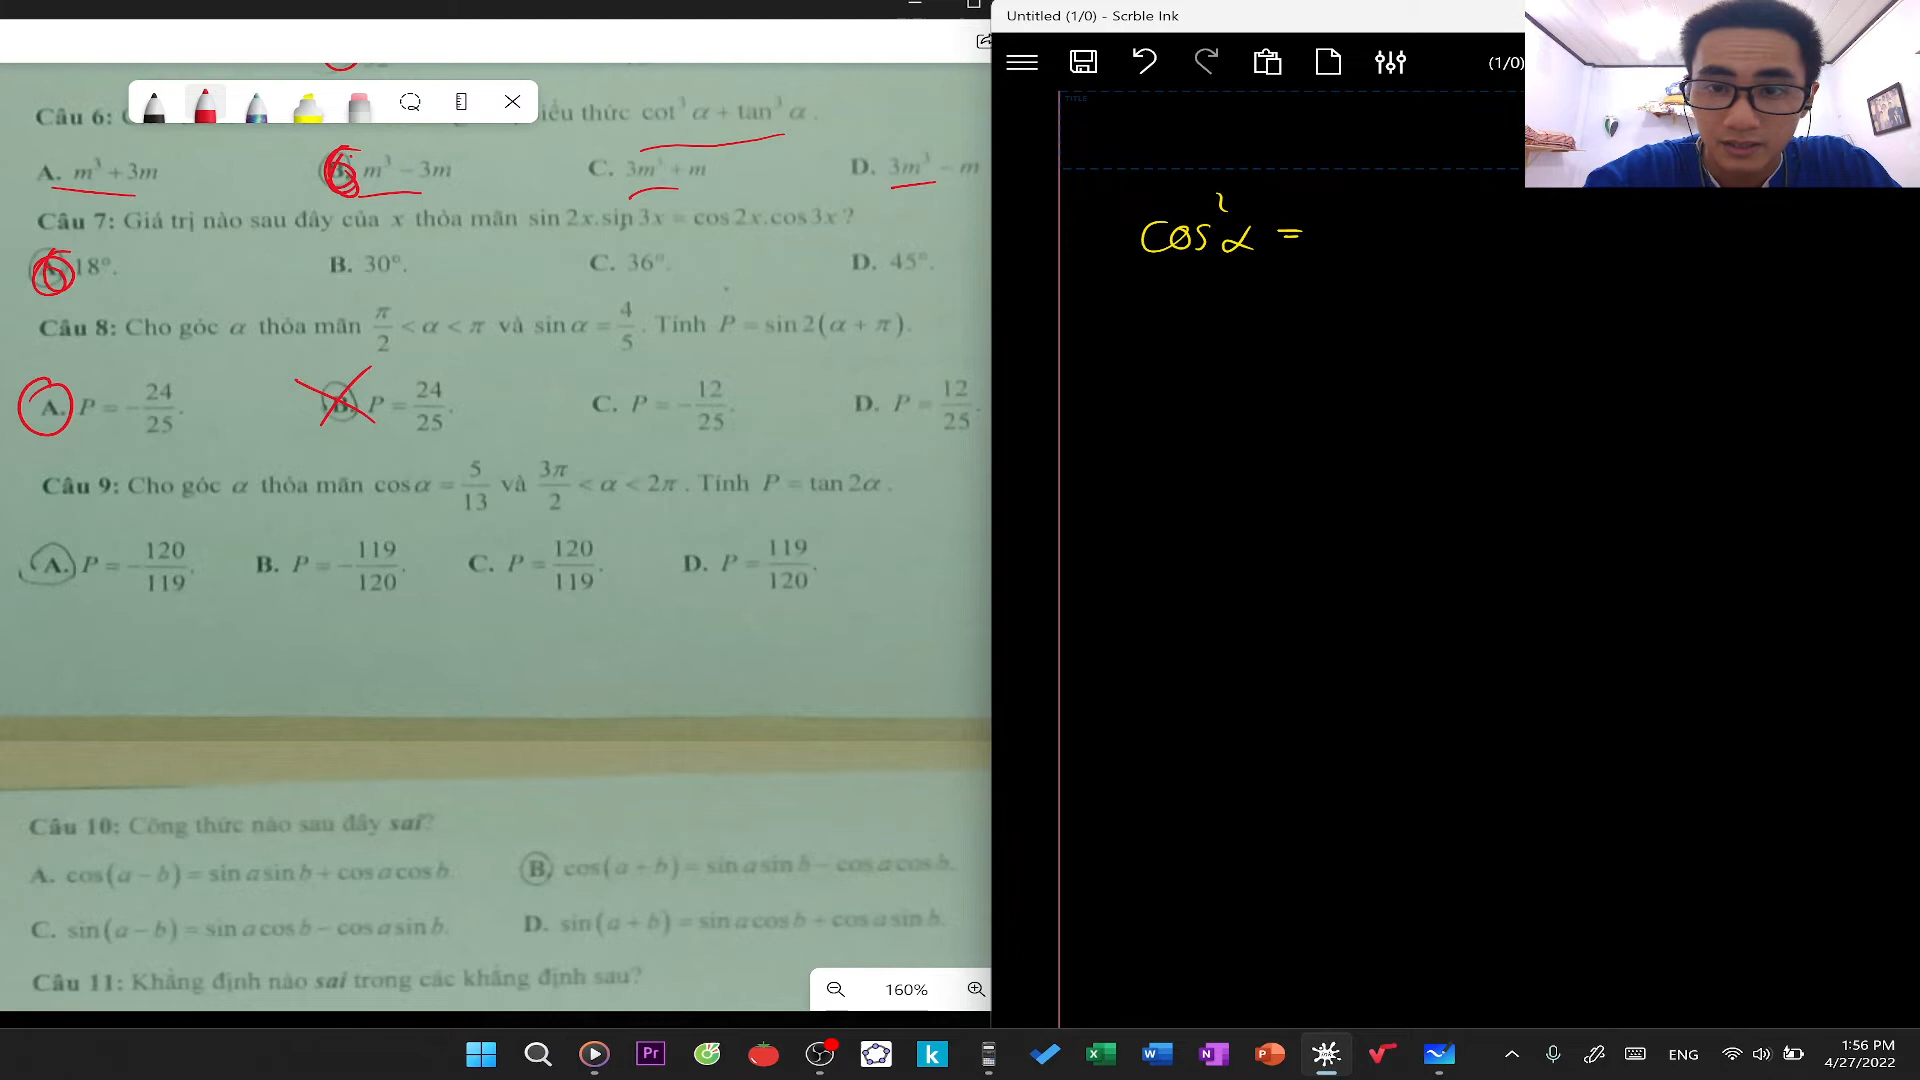 Untitled (1/0) - Scrble Ink
(1/0)
TITLE
Câu 6:
iểu thức cot³ α + tan³ α.
A. m³ + 3m
B. m³ − 3m
C. 3m³ + m
D. 3m³ − m
Câu 7: Giá trị nào sau đây của x thỏa mãn sin 2x.sin 3x = cos 2x.cos 3x?
A. 18°.
B. 30°.
C. 36°.
D. 45°.
Câu 8: Cho góc α thỏa mãn π/2 < α < π và sin α = 4/5. Tính P = sin 2(α + π).
A. P = −24/25.
B. P = 24/25.
C. P = −12/25.
D. P = 12/25.
Câu 9: Cho góc α thỏa mãn cos α = 5/13 và 3π/2 < α < 2π. Tính P = tan 2α.
A. P = −120/119.
B. P = −119/120.
C. P = 120/119.
D. P = 119/120.
Câu 10: Công thức nào sau đây sai?
A. cos(a − b) = sin a sin b + cos a cos b.
B. cos(a + b) = sin a sin b − cos a cos b.
C. sin(a − b) = sin a cos b − cos a sin b.
D. sin(a + b) = sin a cos b + cos a sin b.
Câu 11: Khẳng định nào sai trong các khẳng định sau?
160%
cos² α =
ENG
1:56 PM
4/27/2022